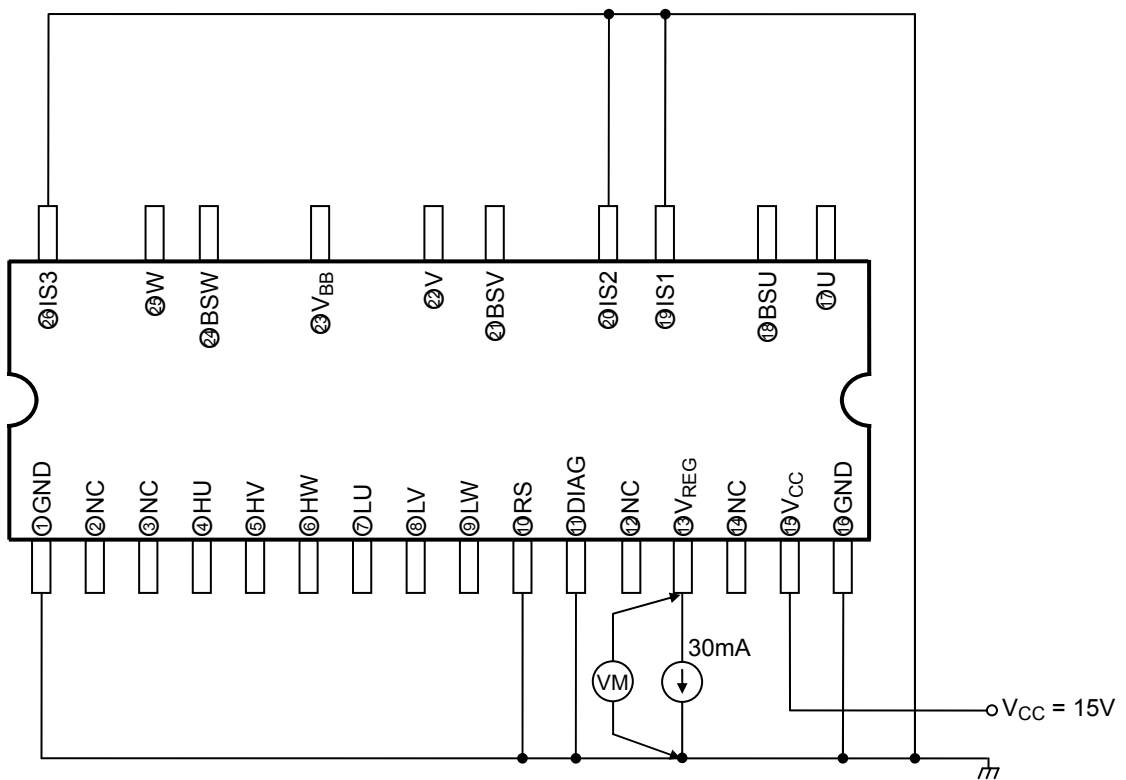 ㉖IS3
㉕W
㉔BSW
㉓VBB
㉒V
㉑BSV
⑳IS2
⑲IS1
⑱BSU
⑰U
①GND
②NC
③NC
④HU
⑤HV
⑥HW
⑦LU
⑧LV
⑨LW
⑩RS
⑪DIAG
⑫NC
⑬VREG
⑭NC
⑮VCC
⑯GND
30mA
VM
VCC = 15V